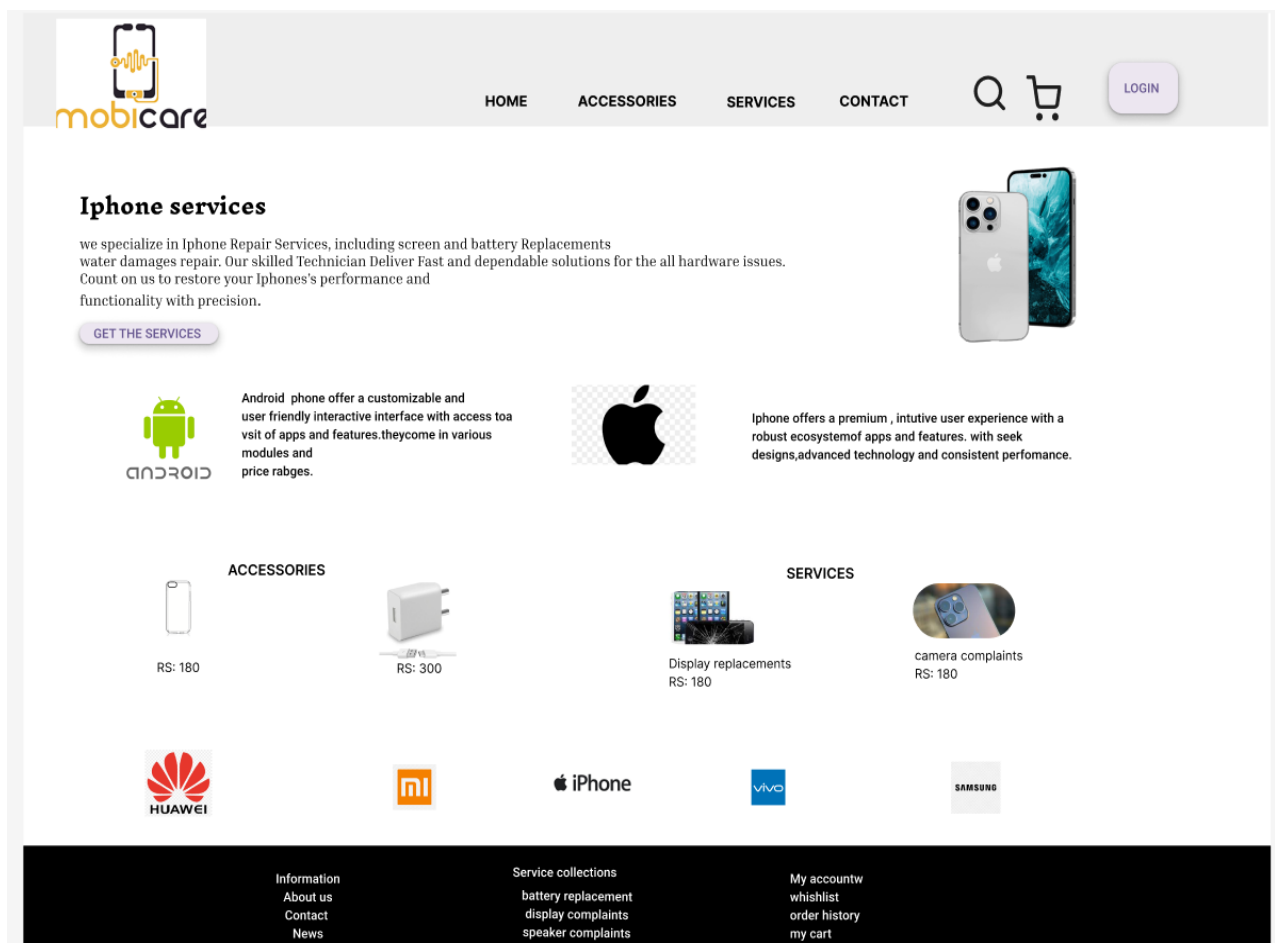 mobicare
HOME
ACCESSORIES
SERVICES
CONTACT
LOGIN
Iphone services
we specialize in Iphone Repair Services, including screen and battery Replacements
water damages repair. Our skilled Technician Deliver Fast and dependable solutions for the all hardware issues.
Count on us to restore your Iphones's performance and
functionality with precision.
GET THE SERVICES
android
Android phone offer a customizable and
user friendly interactive interface with access toa
vsit of apps and features.theycome in various
modules and
price rabges.
Iphone offers a premium , intutive user experience with a
robust ecosystemof apps and features. with seek
designs,advanced technology and consistent perfomance.
ACCESSORIES
RS: 180
RS: 300
SERVICES
Display replacements
RS: 180
camera complaints
RS: 180
HUAWEI
mi
iPhone
vivo
SAMSUNG
Information
About us
Contact
News
Service collections
battery replacement
display complaints
speaker complaints
My accountw
whishlist
order history
my cart